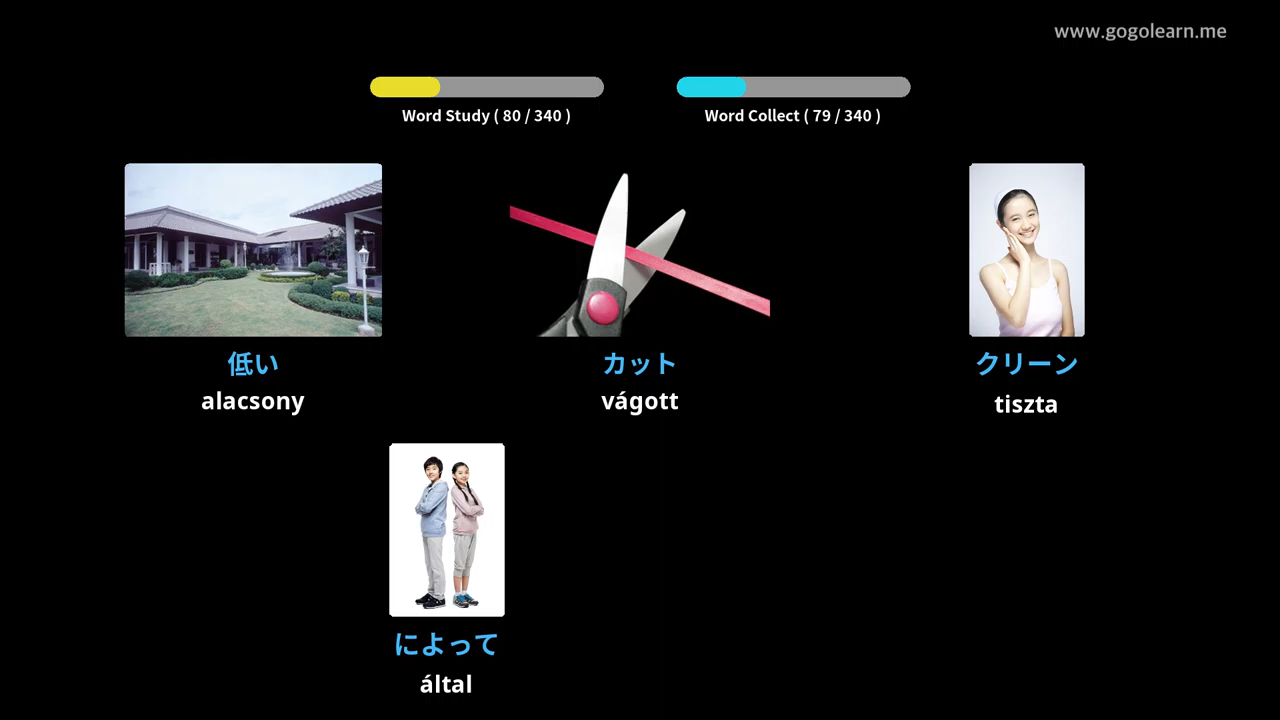 www.gogolearn.me
Word Study ( 80 / 340 )
Word Collect ( 79 / 340 )
低い
alacsony
カット
vágott
クリーン
tiszta
によって
által